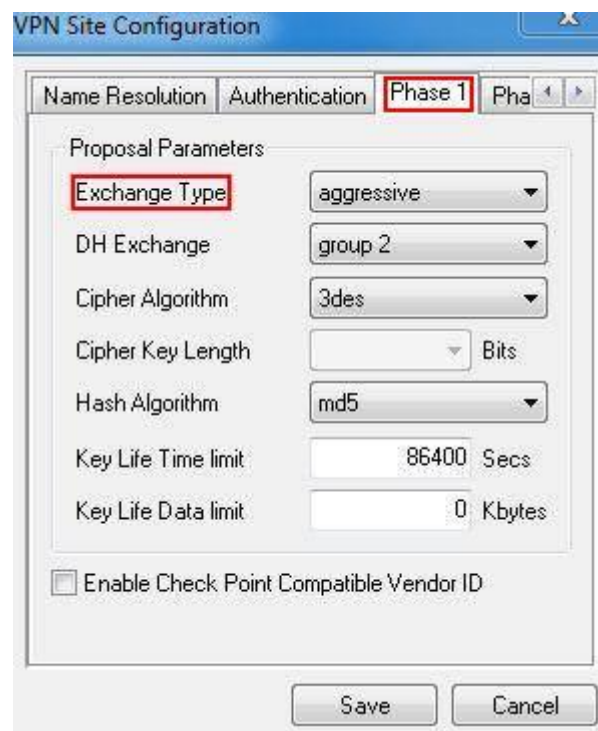 VPN Site Configuration
Name Resolution Authentication Phase 1 Pha
Proposal Parameters
Exchange Type aggressive
DH Exchange group 2
Cipher Algorithm 3des
Cipher Key Length Bits
Hash Algorithm md5
Key Life Time limit 86400 Secs
Key Life Data limit 0 Kbytes
Enable Check Point Compatible Vendor ID
Save Cancel